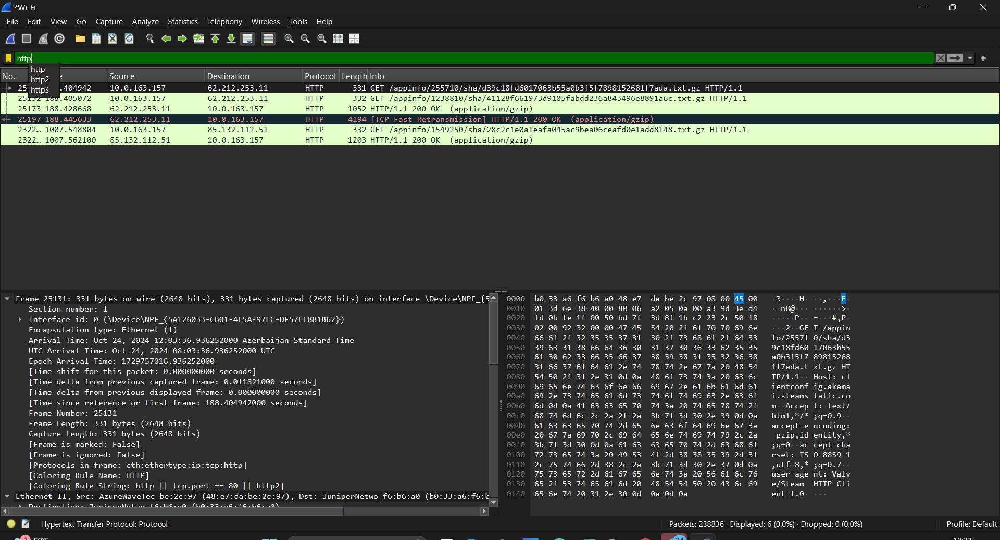 *Wi-Fi
File Edit View Go Capture Analyze Statistics Telephony Wireless Tools Help
http
http
http2
http3
No. Source Destination Protocol Length Info
.404942 10.0.163.157 62.212.253.11 HTTP 331 GET /appinfo/255710/sha/d39c18fd6017063b55a0b3f5f7898152681f7ada.txt.gz HTTP/1.1
188.405072 10.0.163.157 62.212.253.11 HTTP 332 GET /appinfo/1238810/sha/41128f661973d9105fabdd236a843496e8891a6c.txt.gz HTTP/1.1
25173 188.428668 62.212.253.11 10.0.163.157 HTTP 1052 HTTP/1.1 200 OK (application/gzip)
25197 188.445633 62.212.253.11 10.0.163.157 HTTP 4194 [TCP Fast Retransmission] HTTP/1.1 200 OK (application/gzip)
2322… 1007.548804 10.0.163.157 85.132.112.51 HTTP 332 GET /appinfo/1549250/sha/28c2c1e0a1eafa045ac9bea06ceafd0e1add8148.txt.gz HTTP/1.1
2322… 1007.562100 85.132.112.51 10.0.163.157 HTTP 1203 HTTP/1.1 200 OK (application/gzip)
Frame 25131: 331 bytes on wire (2648 bits), 331 bytes captured (2648 bits) on interface \Device\NPF_{5
Section number: 1
Interface id: 0 (\Device\NPF_{5A126033-CB01-4E5A-97EC-DF57EE881B62})
Encapsulation type: Ethernet (1)
Arrival Time: Oct 24, 2024 12:03:36.936252000 Azerbaijan Standard Time
UTC Arrival Time: Oct 24, 2024 08:03:36.936252000 UTC
Epoch Arrival Time: 1729757016.936252000
[Time shift for this packet: 0.000000000 seconds]
[Time delta from previous captured frame: 0.011821000 seconds]
[Time delta from previous displayed frame: 0.000000000 seconds]
[Time since reference or first frame: 188.404942000 seconds]
Frame Number: 25131
Frame Length: 331 bytes (2648 bits)
Capture Length: 331 bytes (2648 bits)
[Frame is marked: False]
[Frame is ignored: False]
[Protocols in frame: eth:ethertype:ip:tcp:http]
[Coloring Rule Name: HTTP]
[Coloring Rule String: http || tcp.port == 80 || http2]
Ethernet II, Src: AzureWaveTec_be:2c:97 (48:e7:da:be:2c:97), Dst: JuniperNetwo_f6:b6:a0 (b0:33:a6:f6:b
Destination: JuniperNetwo_f6:b6:a0 (b0:33:a6:f6:b6:a0)
0000 b0 33 a6 f6 b6 a0 48 e7 da be 2c 97 08 00 45 00 ·3····H· ··,···E·
0010 01 3d 6e 38 40 00 80 06 a2 05 0a 00 a3 9d 3e d4 ·=n8@··· ······>·
0020 fd 0b fe 1f 00 50 bd 7f 3d 8f 1b c2 23 2c 50 18 ·····P·· =···#,P·
0030 02 00 92 32 00 00 47 45 54 20 2f 61 70 70 69 6e ···2··GE T /appin
0040 66 6f 2f 32 35 35 37 31 30 2f 73 68 61 2f 64 33 fo/25571 0/sha/d3
0050 39 63 31 38 66 64 36 30 31 37 30 36 33 62 35 35 9c18fd60 17063b55
0060 61 30 62 33 66 35 66 37 38 39 38 31 35 32 36 38 a0b3f5f7 89815268
0070 31 66 37 61 64 61 2e 74 78 74 2e 67 7a 20 48 54 1f7ada.t xt.gz HT
0080 54 50 2f 31 2e 31 0d 0a 48 6f 73 74 3a 20 63 6c TP/1.1·· Host: cl
0090 69 65 6e 74 63 6f 6e 66 69 67 2e 61 6b 61 6d 61 ientconf ig.akama
00a0 69 2e 73 74 65 61 6d 73 74 61 74 69 63 2e 63 6f i.steams tatic.co
00b0 6d 0d 0a 41 63 63 65 70 74 3a 20 74 65 78 74 2f m··Accep t: text/
00c0 68 74 6d 6c 2c 2a 2f 2a 3b 71 3d 30 2e 39 0d 0a html,*/* ;q=0.9··
00d0 61 63 63 65 70 74 2d 65 6e 63 6f 64 69 6e 67 3a accept-e ncoding:
00e0 20 67 7a 69 70 2c 69 64 65 6e 74 69 74 79 2c 2a gzip,id entity,*
00f0 3b 71 3d 30 0d 0a 61 63 63 65 70 74 2d 63 68 61 ;q=0··ac cept-cha
0100 72 73 65 74 3a 20 49 53 4f 2d 38 38 35 39 2d 31 rset: IS O-8859-1
0110 2c 75 74 66 2d 38 2c 2a 3b 71 3d 30 2e 37 0d 0a ,utf-8,* ;q=0.7··
0120 75 73 65 72 2d 61 67 65 6e 74 3a 20 56 61 6c 76 user-age nt: Valv
0130 65 2f 53 74 65 61 6d 20 48 54 54 50 20 43 6c 69 e/Steam HTTP Cli
0140 65 6e 74 20 31 2e 30 0d 0a 0d 0a ent 1.0· ···
Hypertext Transfer Protocol: Protocol
Packets: 238836 · Displayed: 6 (0.0%) · Dropped: 0 (0.0%)
Profile: Default